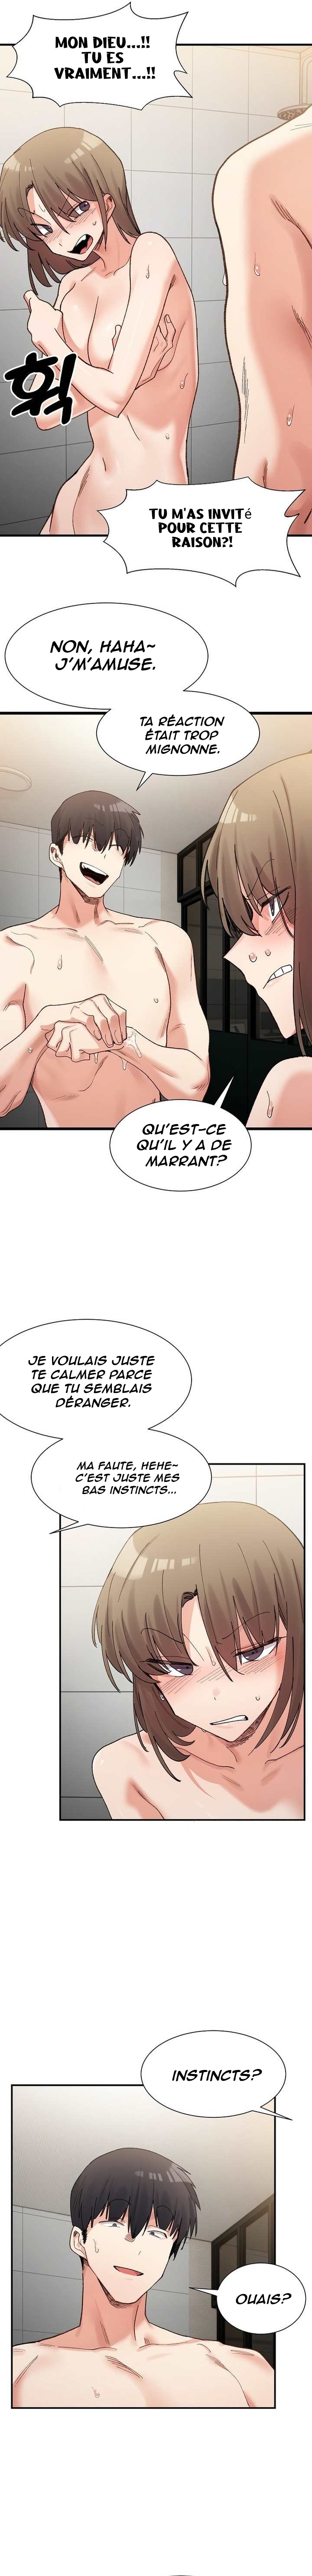 MON DIEU...!!
TU ES
VRAIMENT...!!
휙
TU M'AS INVITé
POUR CETTE
RAISON?!
NON, HAHA~
J'M'AMUSE.
TA RÉACTION
ÉTAIT TROP
MIGNONNE.
QU'EST-CE
QU'IL Y A DE
MARRANT?
JE VOULAIS JUSTE
TE CALMER PARCE
QUE TU SEMBLAIS
DÉRANGER.
MA FAUTE, HEHE~
C'EST JUSTE MES
BAS INSTINCTS...
INSTINCTS?
OUAIS?